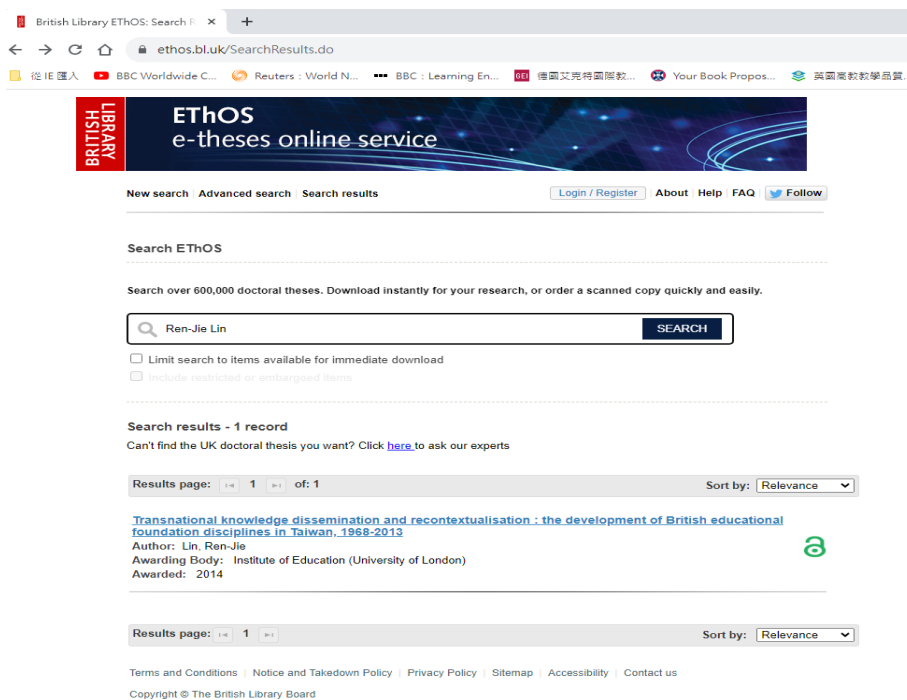 British Library EThOS: Search R
ethos.bl.uk/SearchResults.do
從 IE 匯入 BBC Worldwide C... Reuters : World N... BBC : Learning En... GEI 德國艾克特國際教... Your Book Propos... 英國高教教學品質...
BRITISH LIBRARY
EThOS
e-theses online service
New search Advanced search Search results Login / Register About Help FAQ Follow
Search EThOS
Search over 600,000 doctoral theses. Download instantly for your research, or order a scanned copy quickly and easily.
Ren-Jie Lin SEARCH
Limit search to items available for immediate download
Include restricted or embargoed items
Search results - 1 record
Can't find the UK doctoral thesis you want? Click here to ask our experts
Results page: 1 of: 1 Sort by: Relevance
Transnational knowledge dissemination and recontextualisation : the development of British educational
foundation disciplines in Taiwan, 1968-2013
Author: Lin, Ren-Jie
Awarding Body: Institute of Education (University of London)
Awarded: 2014
Results page: 1 Sort by: Relevance
Terms and Conditions | Notice and Takedown Policy | Privacy Policy | Sitemap | Accessibility | Contact us
Copyright © The British Library Board